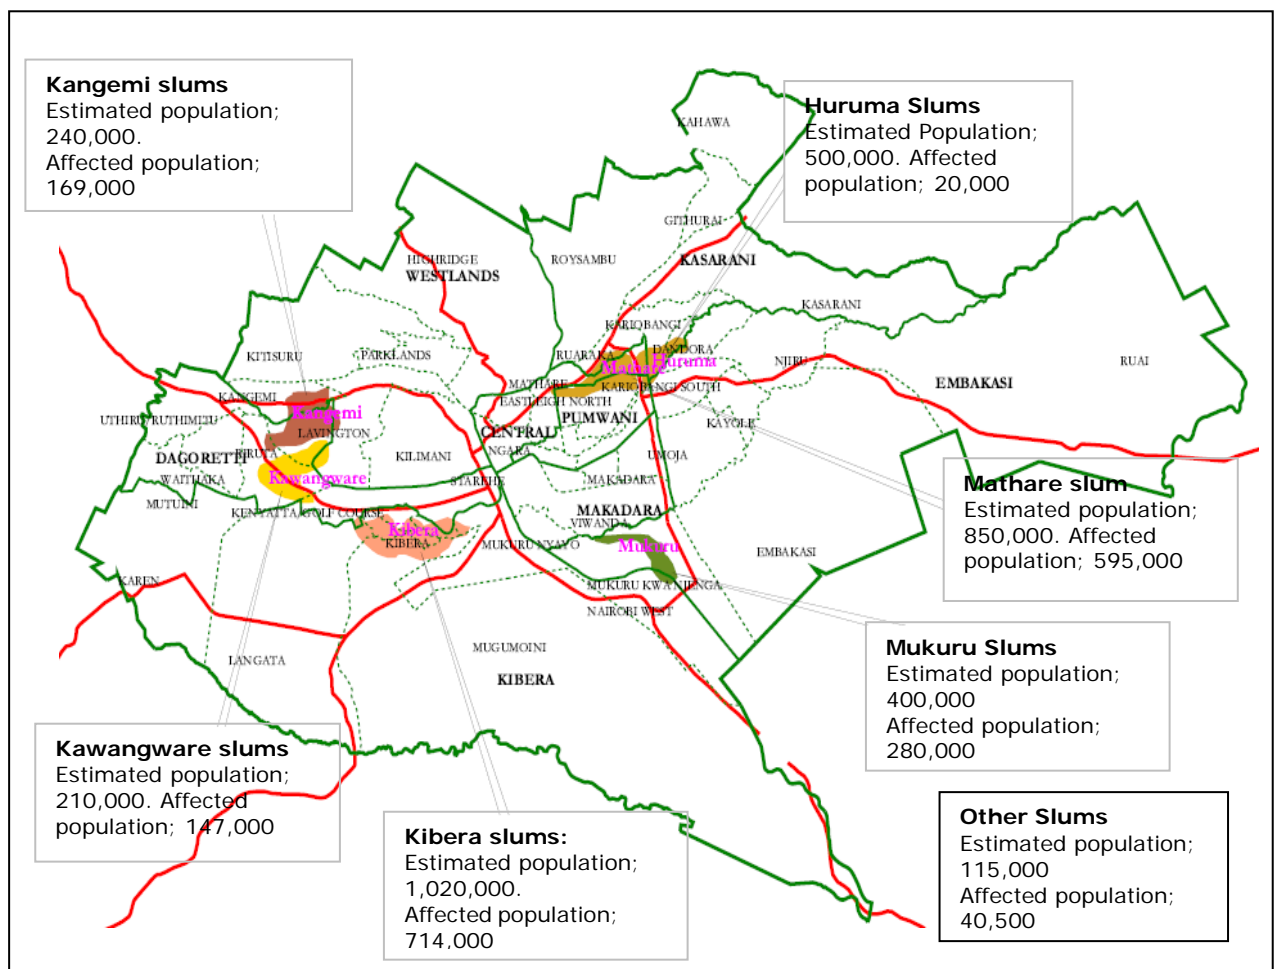 Kangemi slums
Estimated population;
240,000.
Affected population;
169,000
Huruma Slums
Estimated Population;
500,000. Affected
population; 20,000
KAHAWA
GITHURAI
HIGHRIDGE
WESTLANDS
ROYSAMBU
KASARANI
KASARANI
KARIOBANGI
KITISURU
PARKLANDS
RUARAKA
DANDORA
Mathare
Huruma
NJIRU
RUAI
EMBAKASI
MATHARE
KARIOBANGI SOUTH
KANGEMI
EASTLEIGH NORTH
Kangemi
PUMWANI
UTHIRU/RUTHIMITU
KAYOLE
LAVINGTON
CENTRAL
NGARA
DAGORETTI
RIRUTA
KILIMANI
UMOJA
WAITHAKA
Kawangware
STAREHE
MAKADARA
MUTUINI
KENYATTA/GOLF COURSE
MAKADARA
VIWANDA
Kibera
KIBERA
MUKURU NYAYO
Mukuru
EMBAKASI
KAREN
MUKURU KWA NJENGA
NAIROBI WEST
LANGATA
MUGUMOINI
KIBERA
Mathare slum
Estimated population;
850,000. Affected
population; 595,000
Mukuru Slums
Estimated population;
400,000
Affected population;
280,000
Kawangware slums
Estimated population;
210,000. Affected
population; 147,000
Kibera slums:
Estimated population;
1,020,000.
Affected population;
714,000
Other Slums
Estimated population;
115,000
Affected population;
40,500